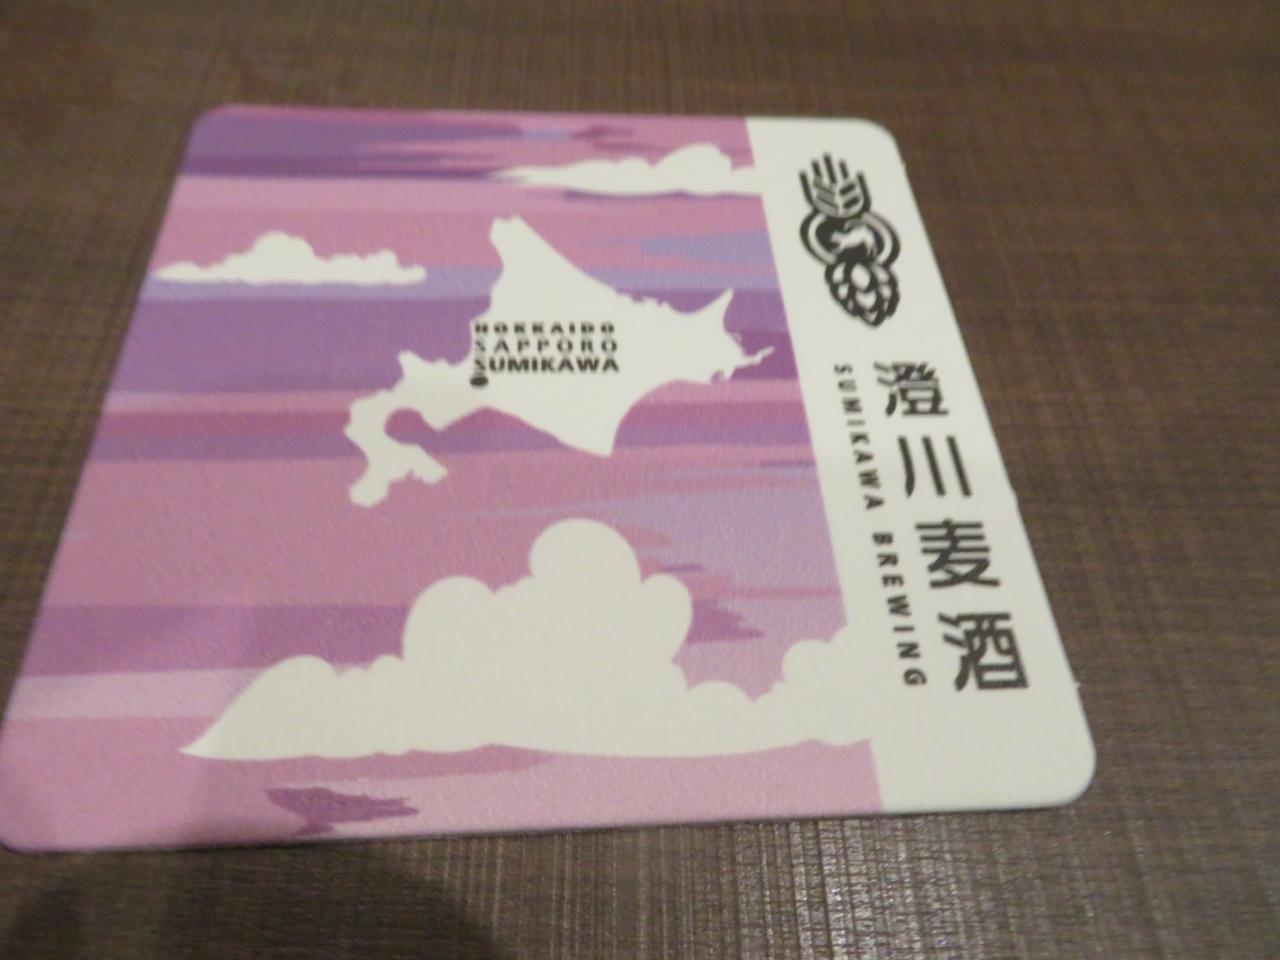 HOKKAIDO
SAPPORO
SUMIKAWA
澄川麦酒
SUMIKAWA BREWING